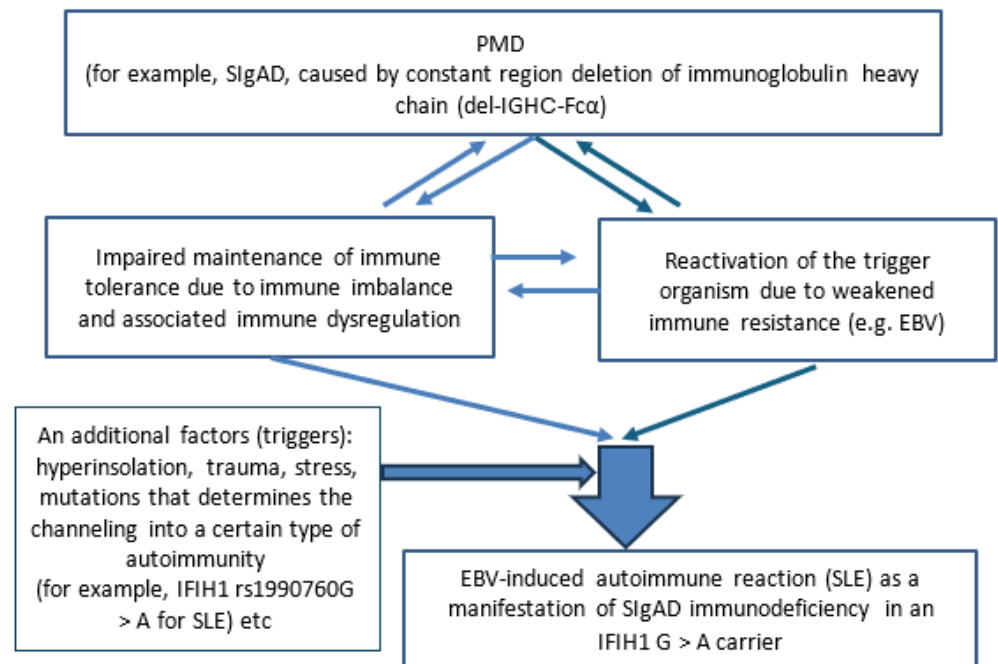 PMD
(for example, SIgAD, caused by constant region deletion of immunoglobulin heavy
chain (del-IGHC-Fcα)
Impaired maintenance of immune
tolerance due to immune imbalance
and associated immune dysregulation
Reactivation of the trigger
organism due to weakened
immune resistance (e.g. EBV)
An additional factors (triggers):
hyperinsolation, trauma, stress,
mutations that determines the
channeling into a certain type of
autoimmunity
(for example, IFIH1 rs1990760G
> A for SLE) etc
EBV-induced autoimmune reaction (SLE) as a
manifestation of SIgAD immunodeficiency in an
IFIH1 G > A carrier